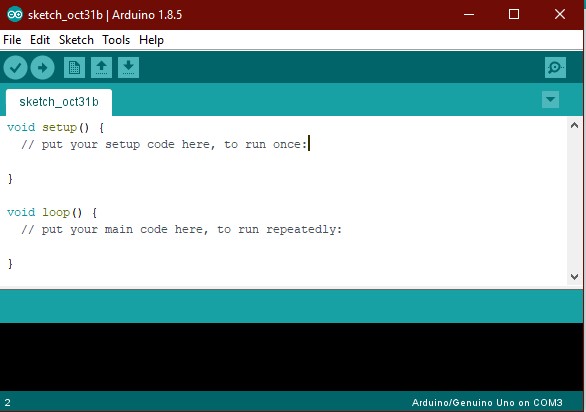 sketch_oct31b | Arduino 1.8.5
File Edit Sketch Tools Help
sketch_oct31b
void setup() {
  // put your setup code here, to run once:
}
void loop() {
  // put your main code here, to run repeatedly:
}
2 Arduino/Genuino Uno on COM3